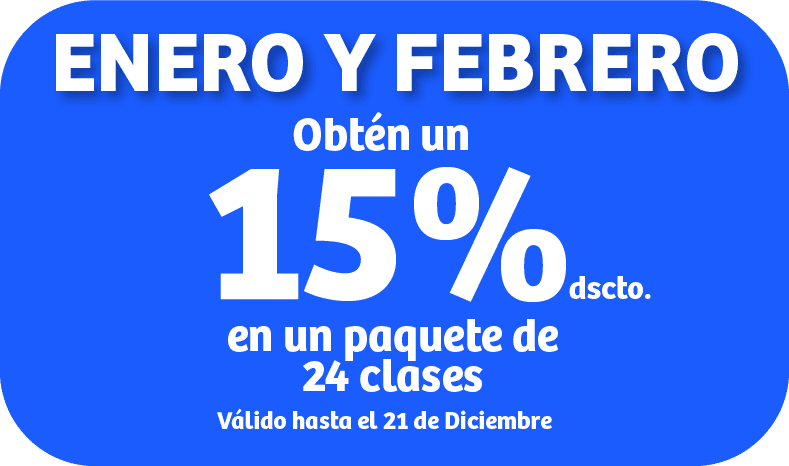 ENERO Y FEBRERO
Obtén un
15% dscto.
en un paquete de
24 clases
Válido hasta el 21 de Diciembre